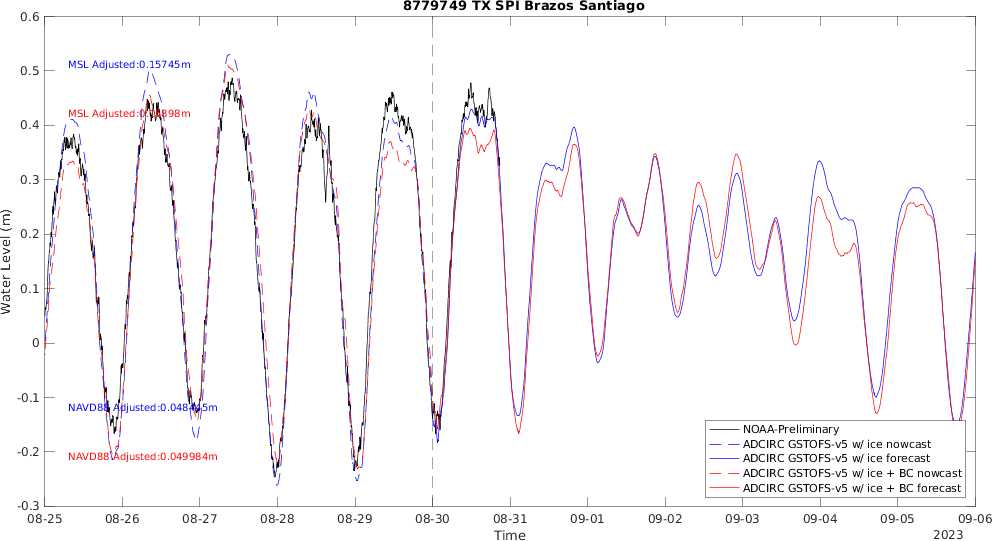 8779749 TX SPI Brazos Santiago
0.6
0.5
0.4
0.3
0.2
0.1
0
-0.1
-0.2
-0.3
Water Level (m)
MSL Adjusted:0.15745m
MSL
NAVD88
NAVD88 Adjusted:0.049984m
NOAA-Preliminary
ADCIRC GSTOFS-v5 w/ ice nowcast
ADCIRC GSTOFS-v5 w/ ice forecast
ADCIRC GSTOFS-v5 w/ ice + BC nowcast
ADCIRC GSTOFS-v5 w/ ice + BC forecast
08-25 08-26 08-27 08-28 08-29 08-30 08-31 09-01 09-02 09-03 09-04 09-05 09-06
Time
2023